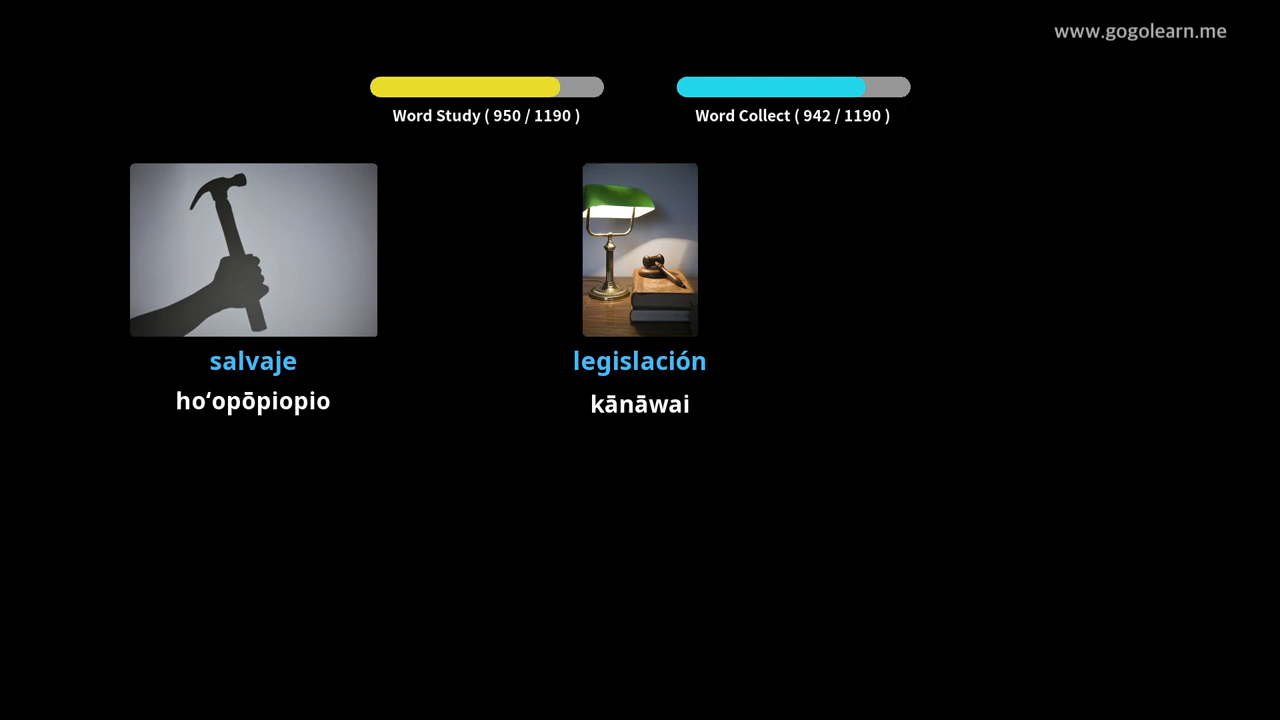 www.gogolearn.me
Word Study ( 950 / 1190 )
Word Collect ( 942 / 1190 )
salvaje
hoʻopōpiopio
legislación
kānāwai